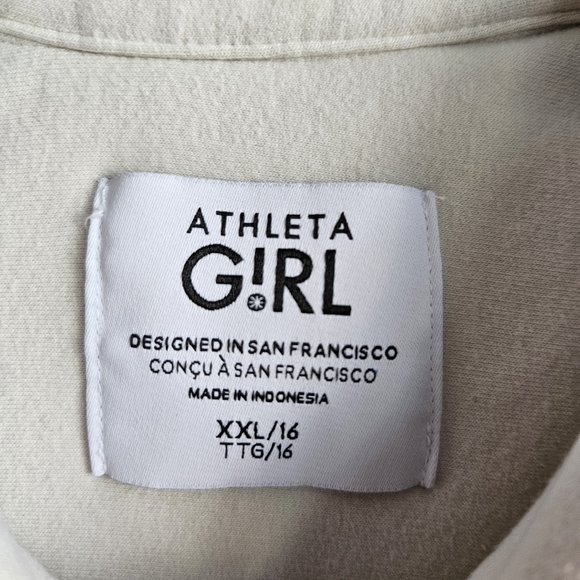 ATHLETA
G!RL
DESIGNED IN SAN FRANCISCO
CONÇU À SAN FRANCISCO
MADE IN INDONESIA
XXL/16
TTG/16